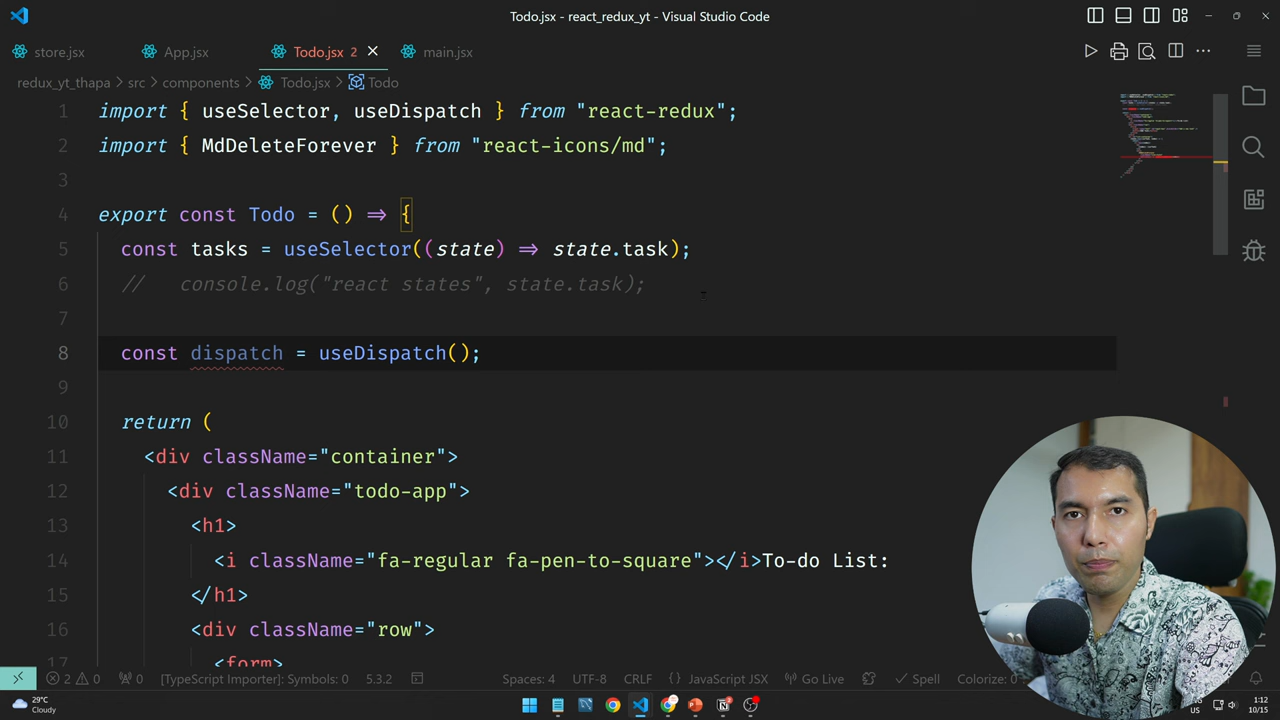 Todo.jsx - react_redux_yt - Visual Studio Code
store.jsx App.jsx Todo.jsx 2 main.jsx
redux_yt_thapa > src > components > Todo.jsx > Todo
1 import { useSelector, useDispatch } from "react-redux";
2 import { MdDeleteForever } from "react-icons/md";
3
4 export const Todo = () => {
5 const tasks = useSelector((state) => state.task);
6 // console.log("react states", state.task);
7
8 const dispatch = useDispatch();
9
10 return (
11 <div className="container">
12 <div className="todo-app">
13 <h1>
14 <i className="fa-regular fa-pen-to-square"></i>To-do List:
15 </h1>
16 <div className="row">
17 <form>
2 0 0 [TypeScript Importer]: Symbols: 0 5.3.2 Spaces: 4 UTF-8 CRLF {} JavaScript JSX Go Live Spell Colorize: 0
29°C
Cloudy
US
1:12
10/15